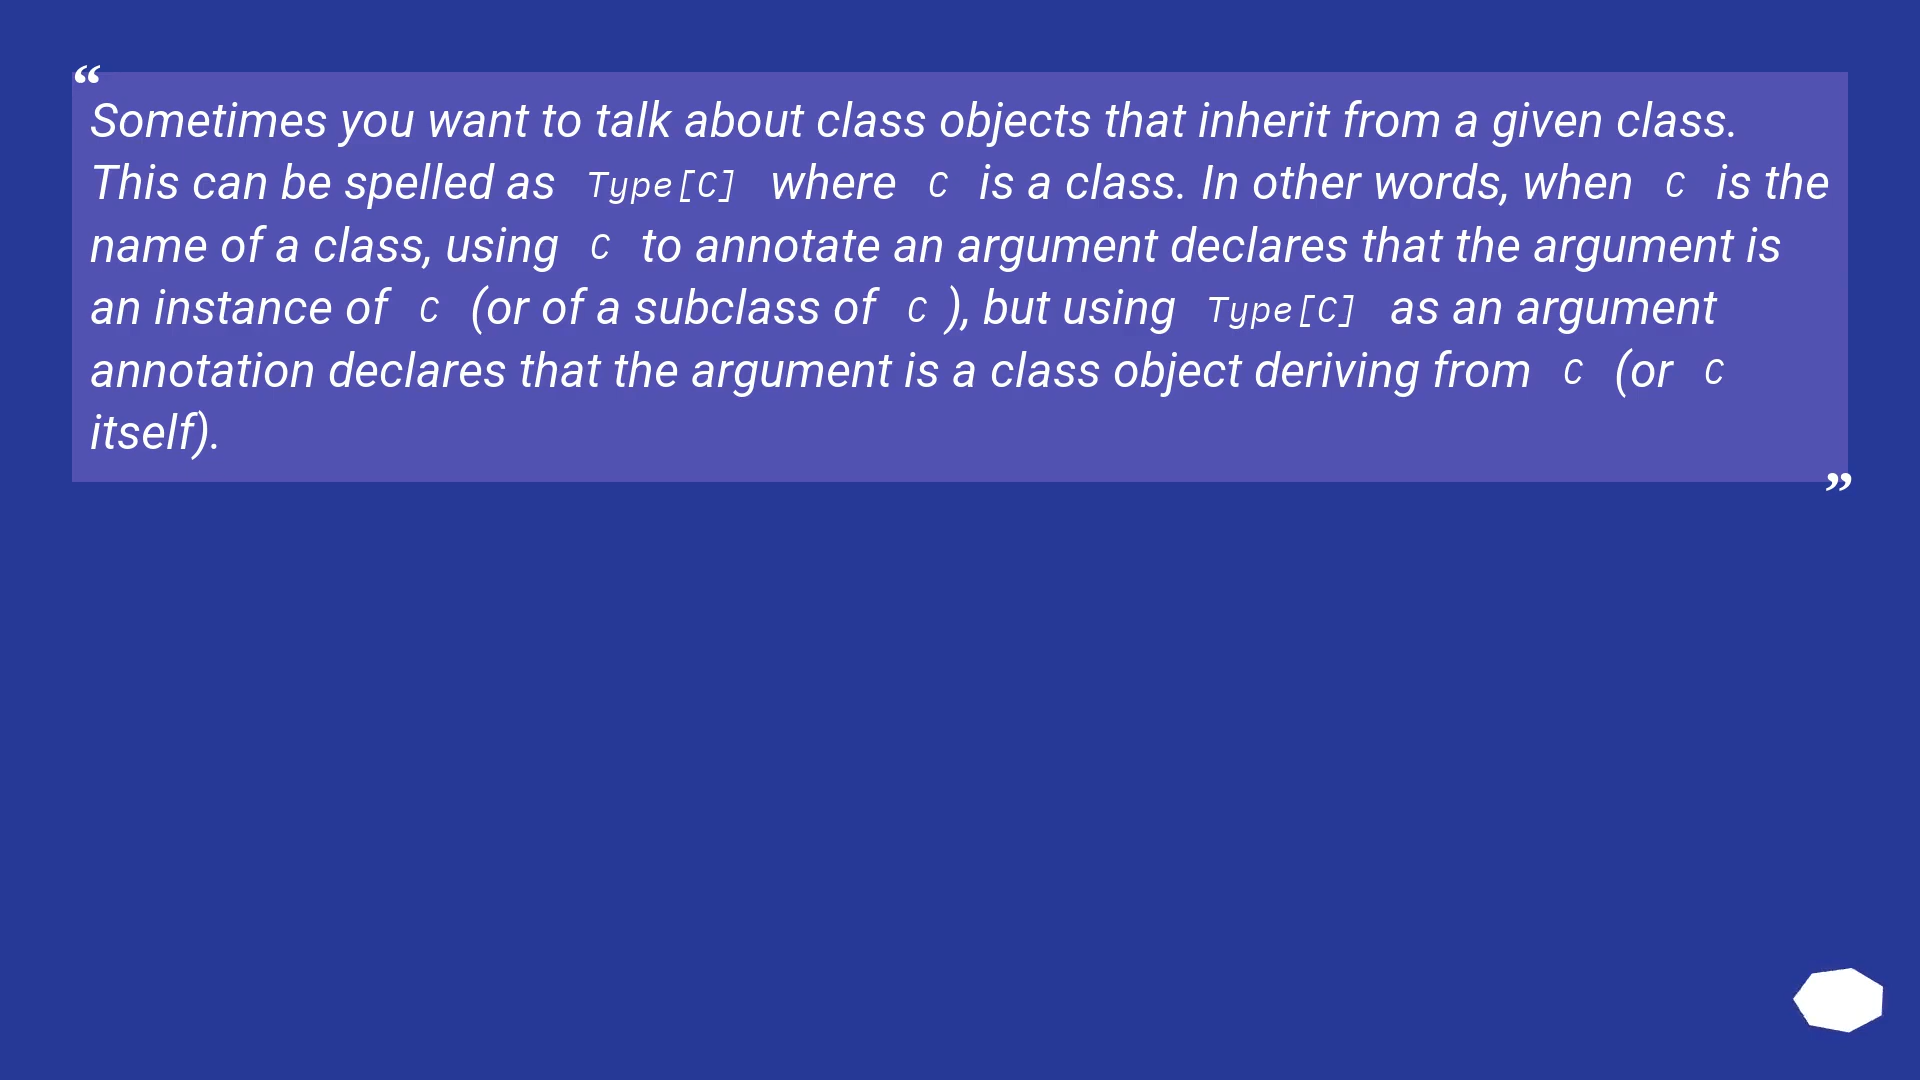 “
Sometimes you want to talk about class objects that inherit from a given class.
This can be spelled as Type[C] where C is a class. In other words, when C is the
name of a class, using C to annotate an argument declares that the argument is
an instance of C (or of a subclass of C ), but using Type[C] as an argument
annotation declares that the argument is a class object deriving from C (or C
itself).
”